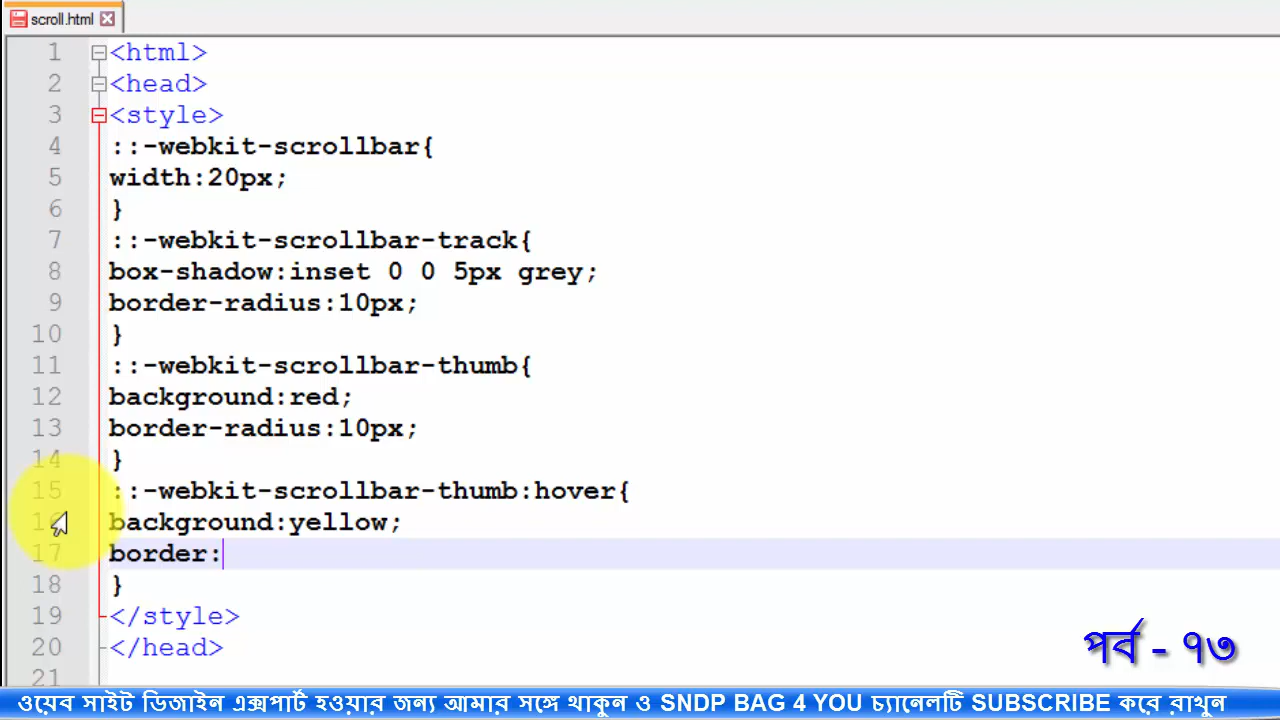 scroll.html
1 <html>
2 <head>
3 <style>
4 ::-webkit-scrollbar{
5 width:20px;
6 }
7 ::-webkit-scrollbar-track{
8 box-shadow:inset 0 0 5px grey;
9 border-radius:10px;
10 }
11 ::-webkit-scrollbar-thumb{
12 background:red;
13 border-radius:10px;
14 }
15 ::-webkit-scrollbar-thumb:hover{
16 background:yellow;
17 border:
18 }
19 </style>
20 </head>
21
পর্ব - ৭৩
ওয়েব সাইট ডিজাইন এক্সপার্ট হওয়ার জন্য আমার সঙ্গে থাকুন ও SNDP BAG 4 YOU চ্যানেলটি SUBSCRIBE করে রাখুন